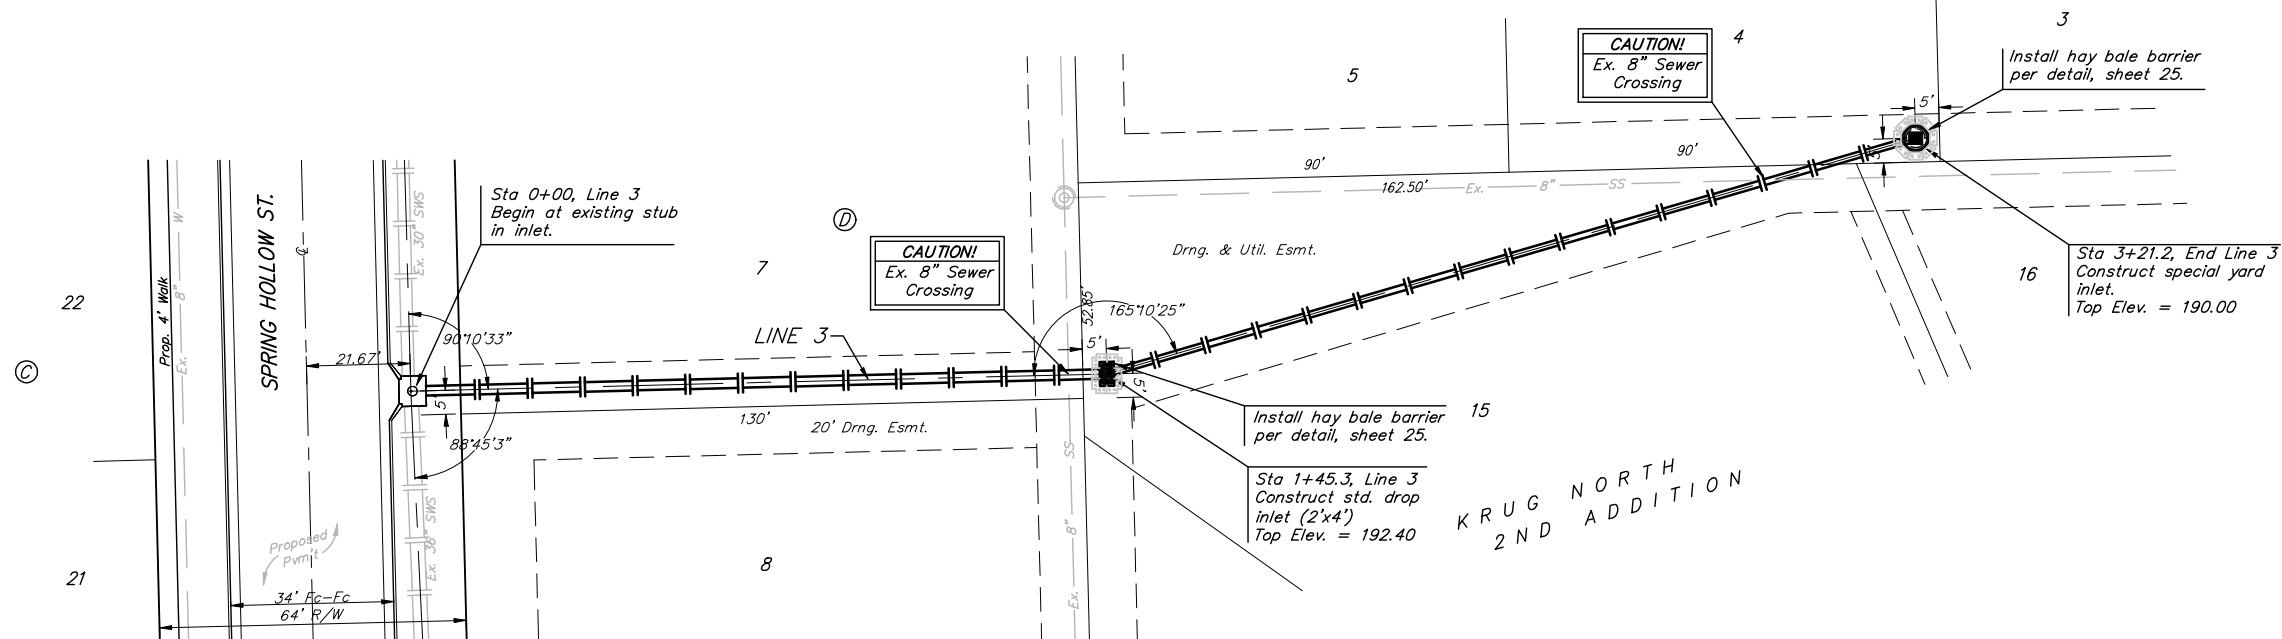 3
4
5
CAUTION!
Ex. 8" Sewer
Crossing
Install hay bale barrier
per detail, sheet 25.
5'
5'
90'
90'
162.50'
Ex. 8" SS
Sta 0+00, Line 3
Begin at existing stub
in inlet.
D
7
CAUTION!
Ex. 8" Sewer
Crossing
Drng. & Util. Esmt.
Sta 3+21.2, End Line 3
Construct special yard
inlet.
Top Elev. = 190.00
16
22
Prop. 4' Walk
Ex. 8" W
SPRING HOLLOW ST.
℄
Ex. 30" SWS
90°10'33"
LINE 3
52.85'
165°10'25"
5'
21.67'
C
5'
5'
88°45'3"
130'
20' Drng. Esmt.
Install hay bale barrier
per detail, sheet 25.
15
Sta 1+45.3, Line 3
Construct std. drop
inlet (2'x4')
Top Elev. = 192.40
KRUG NORTH
2ND ADDITION
Ex. 36" SWS
Proposed
Pvm't
21
8
Ex. 8" SS
34' Fc-Fc
64' R/W